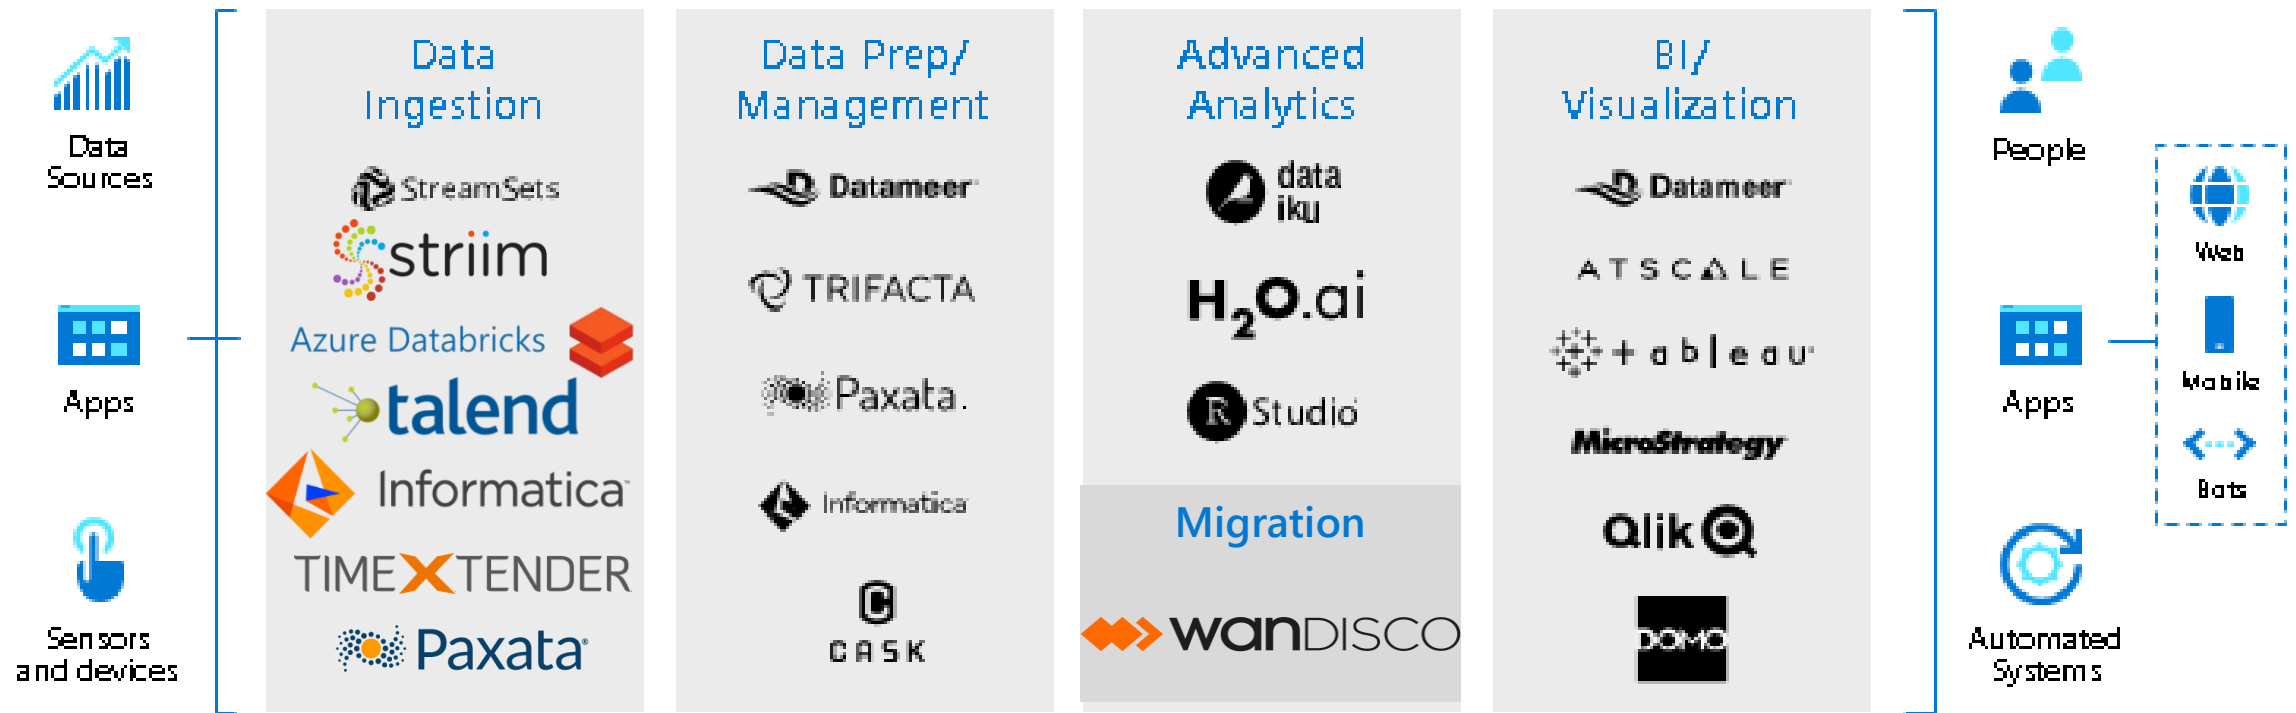 Data
Sources
Apps
Sensors
and devices
Data
Ingestion
StreamSets
striim
Azure Databricks
talend
Informatica
TIMEXTENDER
Paxata
Data Prep/
Management
Datameer
TRIFACTA
Paxata.
Informatica
C
CASK
Advanced
Analytics
data
iku
H2O.ai
R Studio
Migration
WANDISCO
BI/
Visualization
Datameer
ATSCALE
+ableau
MicroStrategy
Qlik
DOMO
People
Apps
Automated
Systems
Web
Mobile
Bots